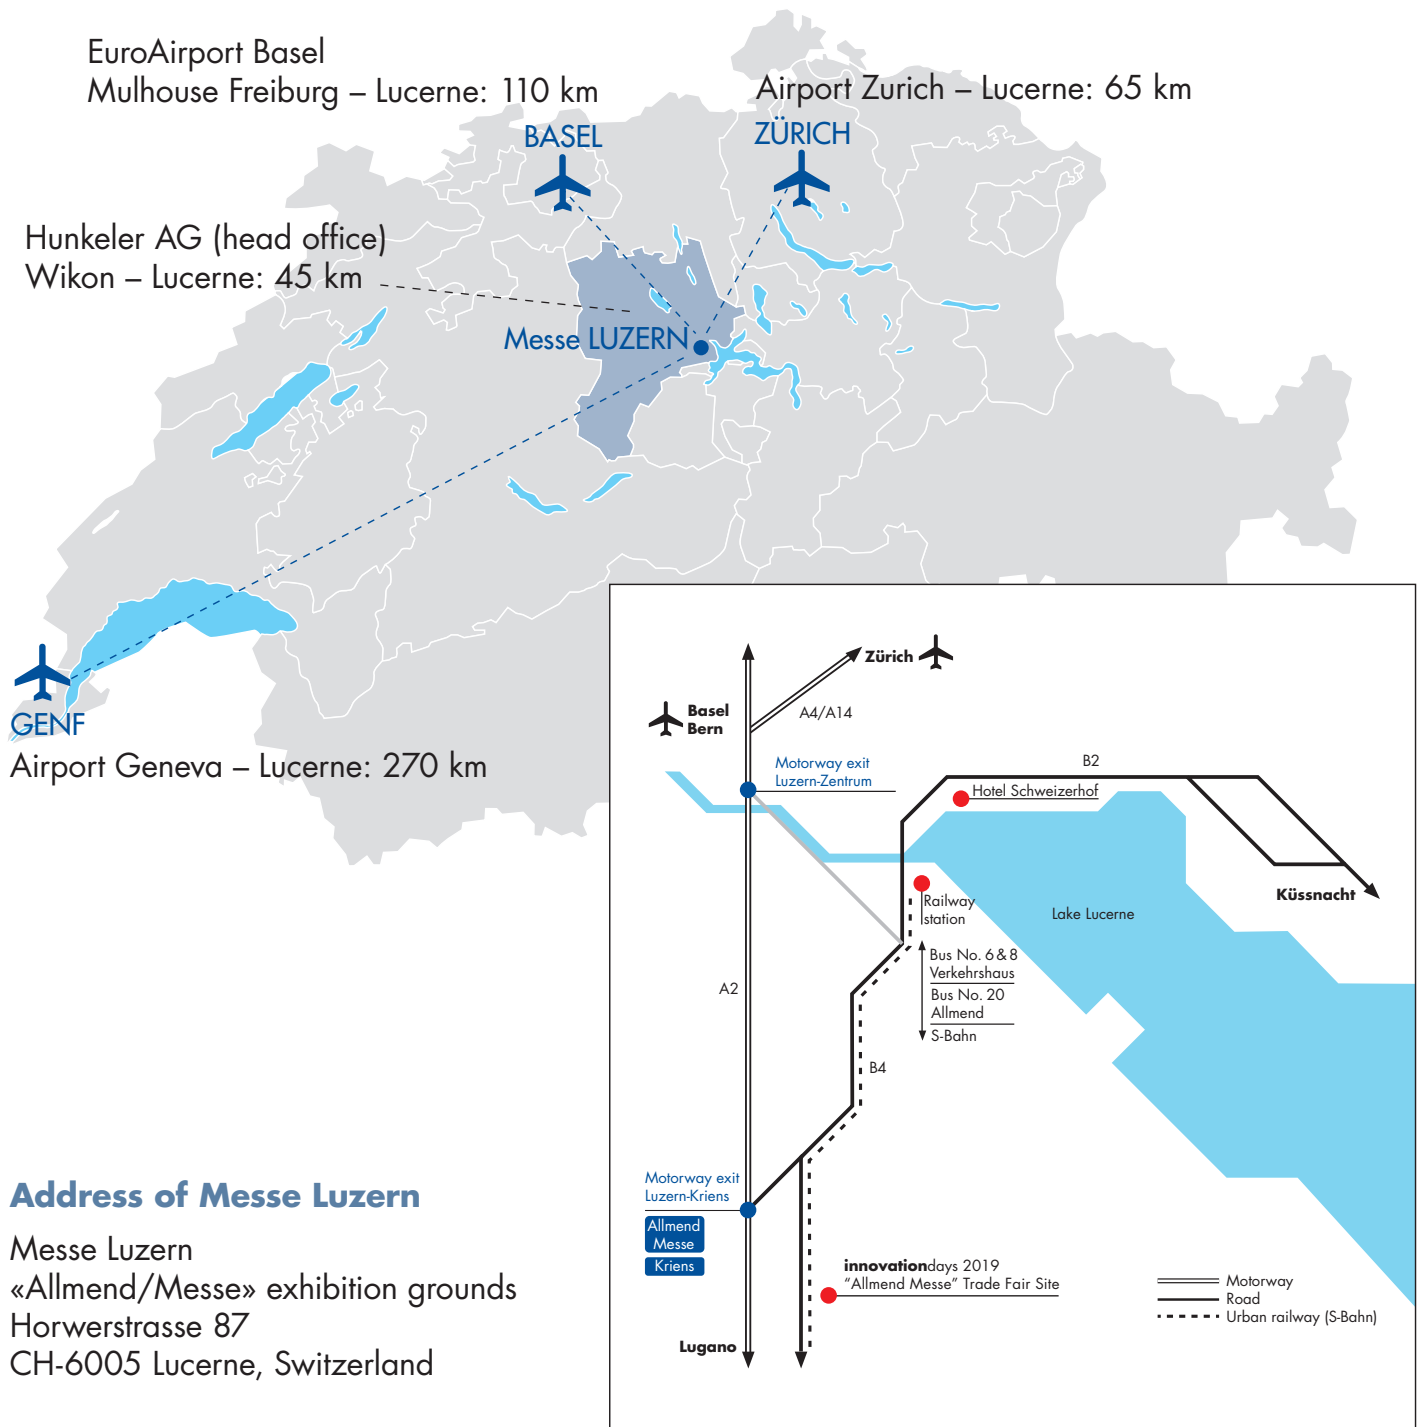 EuroAirport Basel
Mulhouse Freiburg – Lucerne: 110 km
Airport Zurich – Lucerne: 65 km
BASEL
ZÜRICH
Hunkeler AG (head office)
Wikon – Lucerne: 45 km
Messe LUZERN
GENF
Airport Geneva – Lucerne: 270 km
Zürich
Basel
Bern
A4/A14
Motorway exit
Luzern-Zentrum
B2
Hotel Schweizerhof
Küssnacht
Railway
station
Lake Lucerne
Bus No. 6 & 8
Verkehrshaus
Bus No. 20
Allmend
S-Bahn
A2
B4
Motorway exit
Luzern-Kriens
Allmend
Messe
Kriens
innovationdays 2019
“Allmend Messe” Trade Fair Site
Lugano
Motorway
Road
Urban railway (S-Bahn)
Address of Messe Luzern
Messe Luzern
«Allmend/Messe» exhibition grounds
Horwerstrasse 87
CH-6005 Lucerne, Switzerland